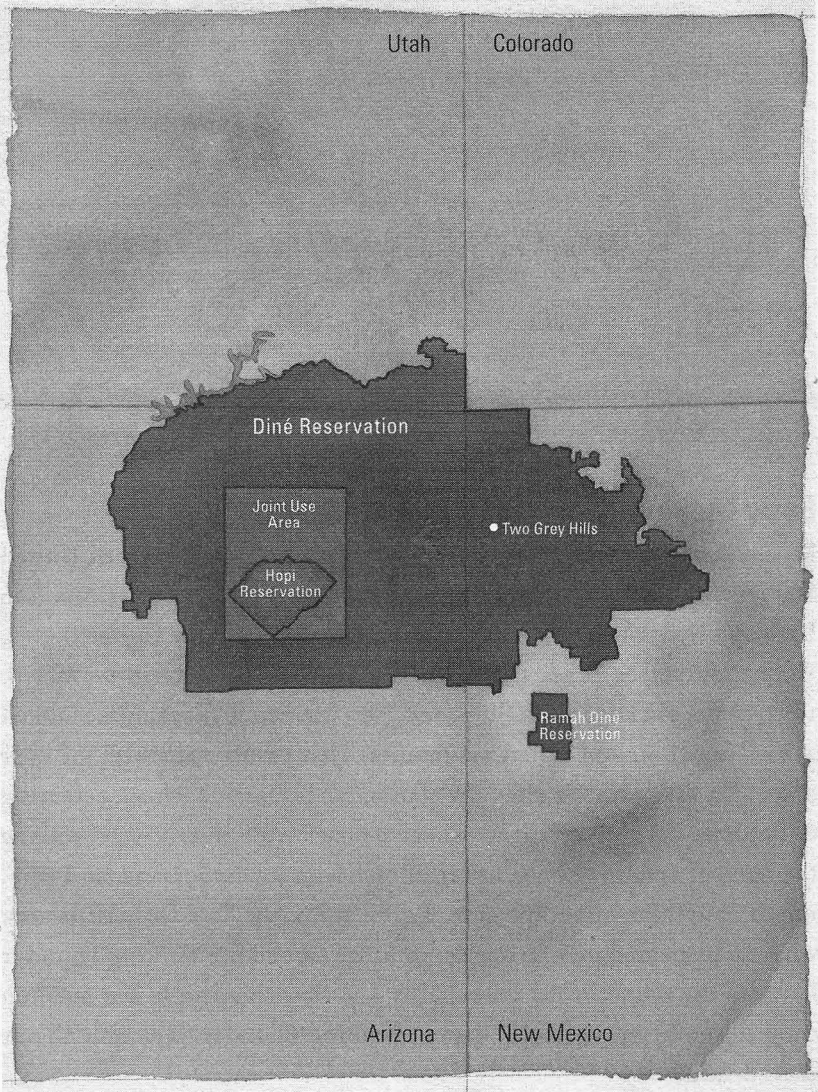 Utah
Colorado
Diné Reservation
Joint Use
Area
Two Grey Hills
Hopi
Reservation
Ramah Diné
Reservation
Arizona
New Mexico